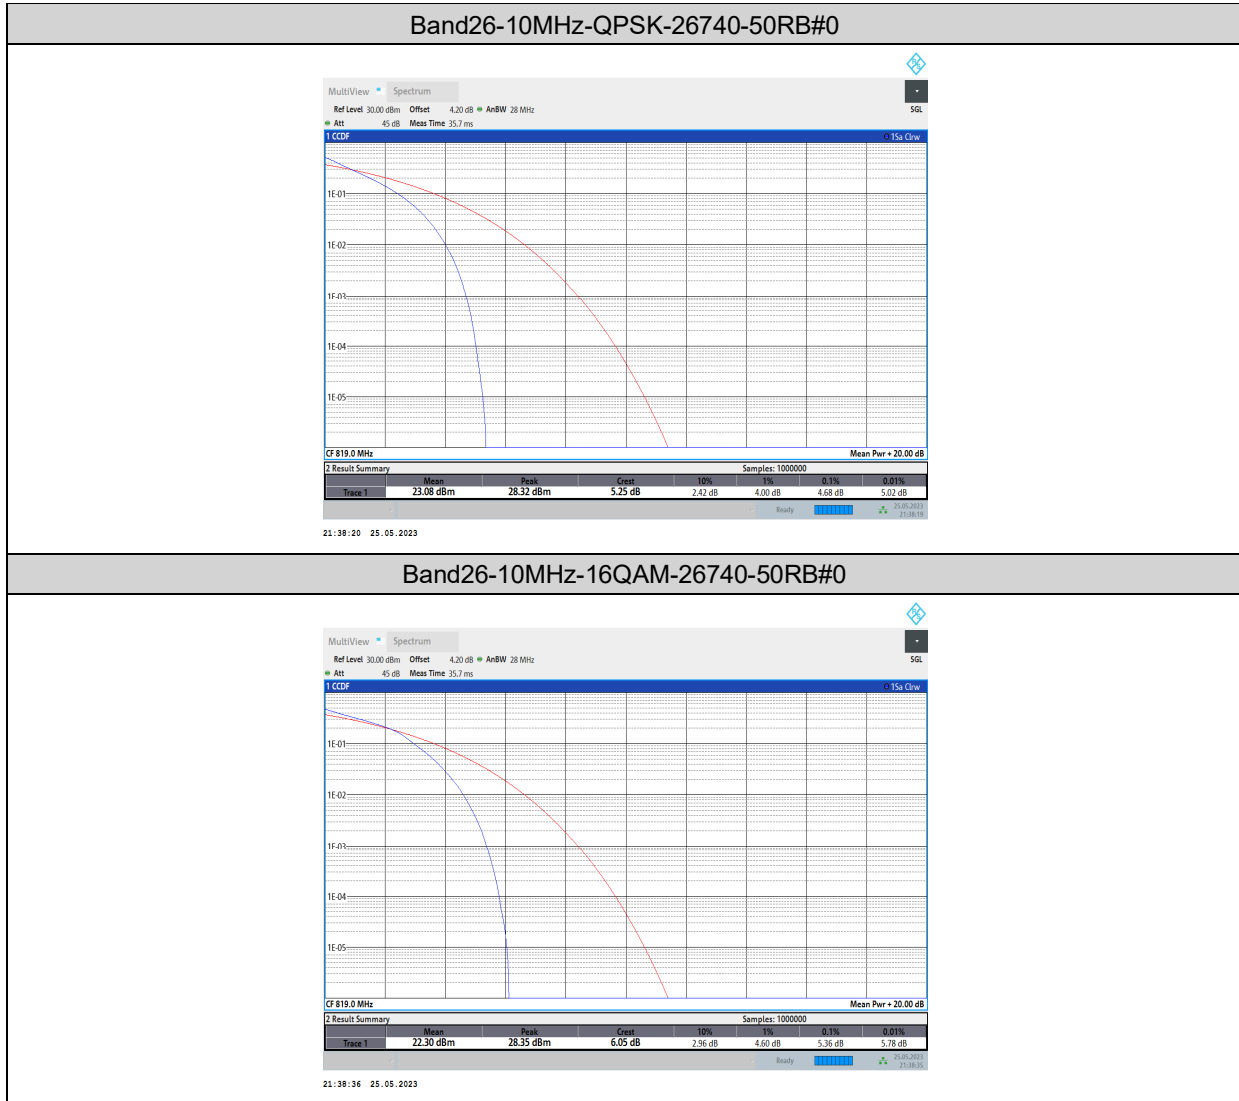 Band26-10MHz-QPSK-26740-50RB#0
MultiView Spectrum
Ref Level 30.00 dBm Offset 4.20 dB AnBW 28 MHz SGL
Att 45 dB Meas Time 35.7 ms
1 CCDF 1Sa Clrw
1E-01
1E-02
1E-03
1E-04
1E-05
CF 819.0 MHz Mean Pwr + 20.00 dB
2 Result Summary Samples: 1000000
Mean Peak Crest 10% 1% 0.1% 0.01%
Trace 1 23.08 dBm 28.32 dBm 5.25 dB 2.42 dB 4.00 dB 4.68 dB 5.02 dB
Ready 25.05.2023
21:38:19
21:38:20 25.05.2023
Band26-10MHz-16QAM-26740-50RB#0
MultiView Spectrum
Ref Level 30.00 dBm Offset 4.20 dB AnBW 28 MHz SGL
Att 45 dB Meas Time 35.7 ms
1 CCDF 1Sa Clrw
1E-01
1E-02
1E-03
1E-04
1E-05
CF 819.0 MHz Mean Pwr + 20.00 dB
2 Result Summary Samples: 1000000
Mean Peak Crest 10% 1% 0.1% 0.01%
Trace 1 22.30 dBm 28.35 dBm 6.05 dB 2.96 dB 4.60 dB 5.36 dB 5.78 dB
Ready 25.05.2023
21:38:35
21:38:36 25.05.2023